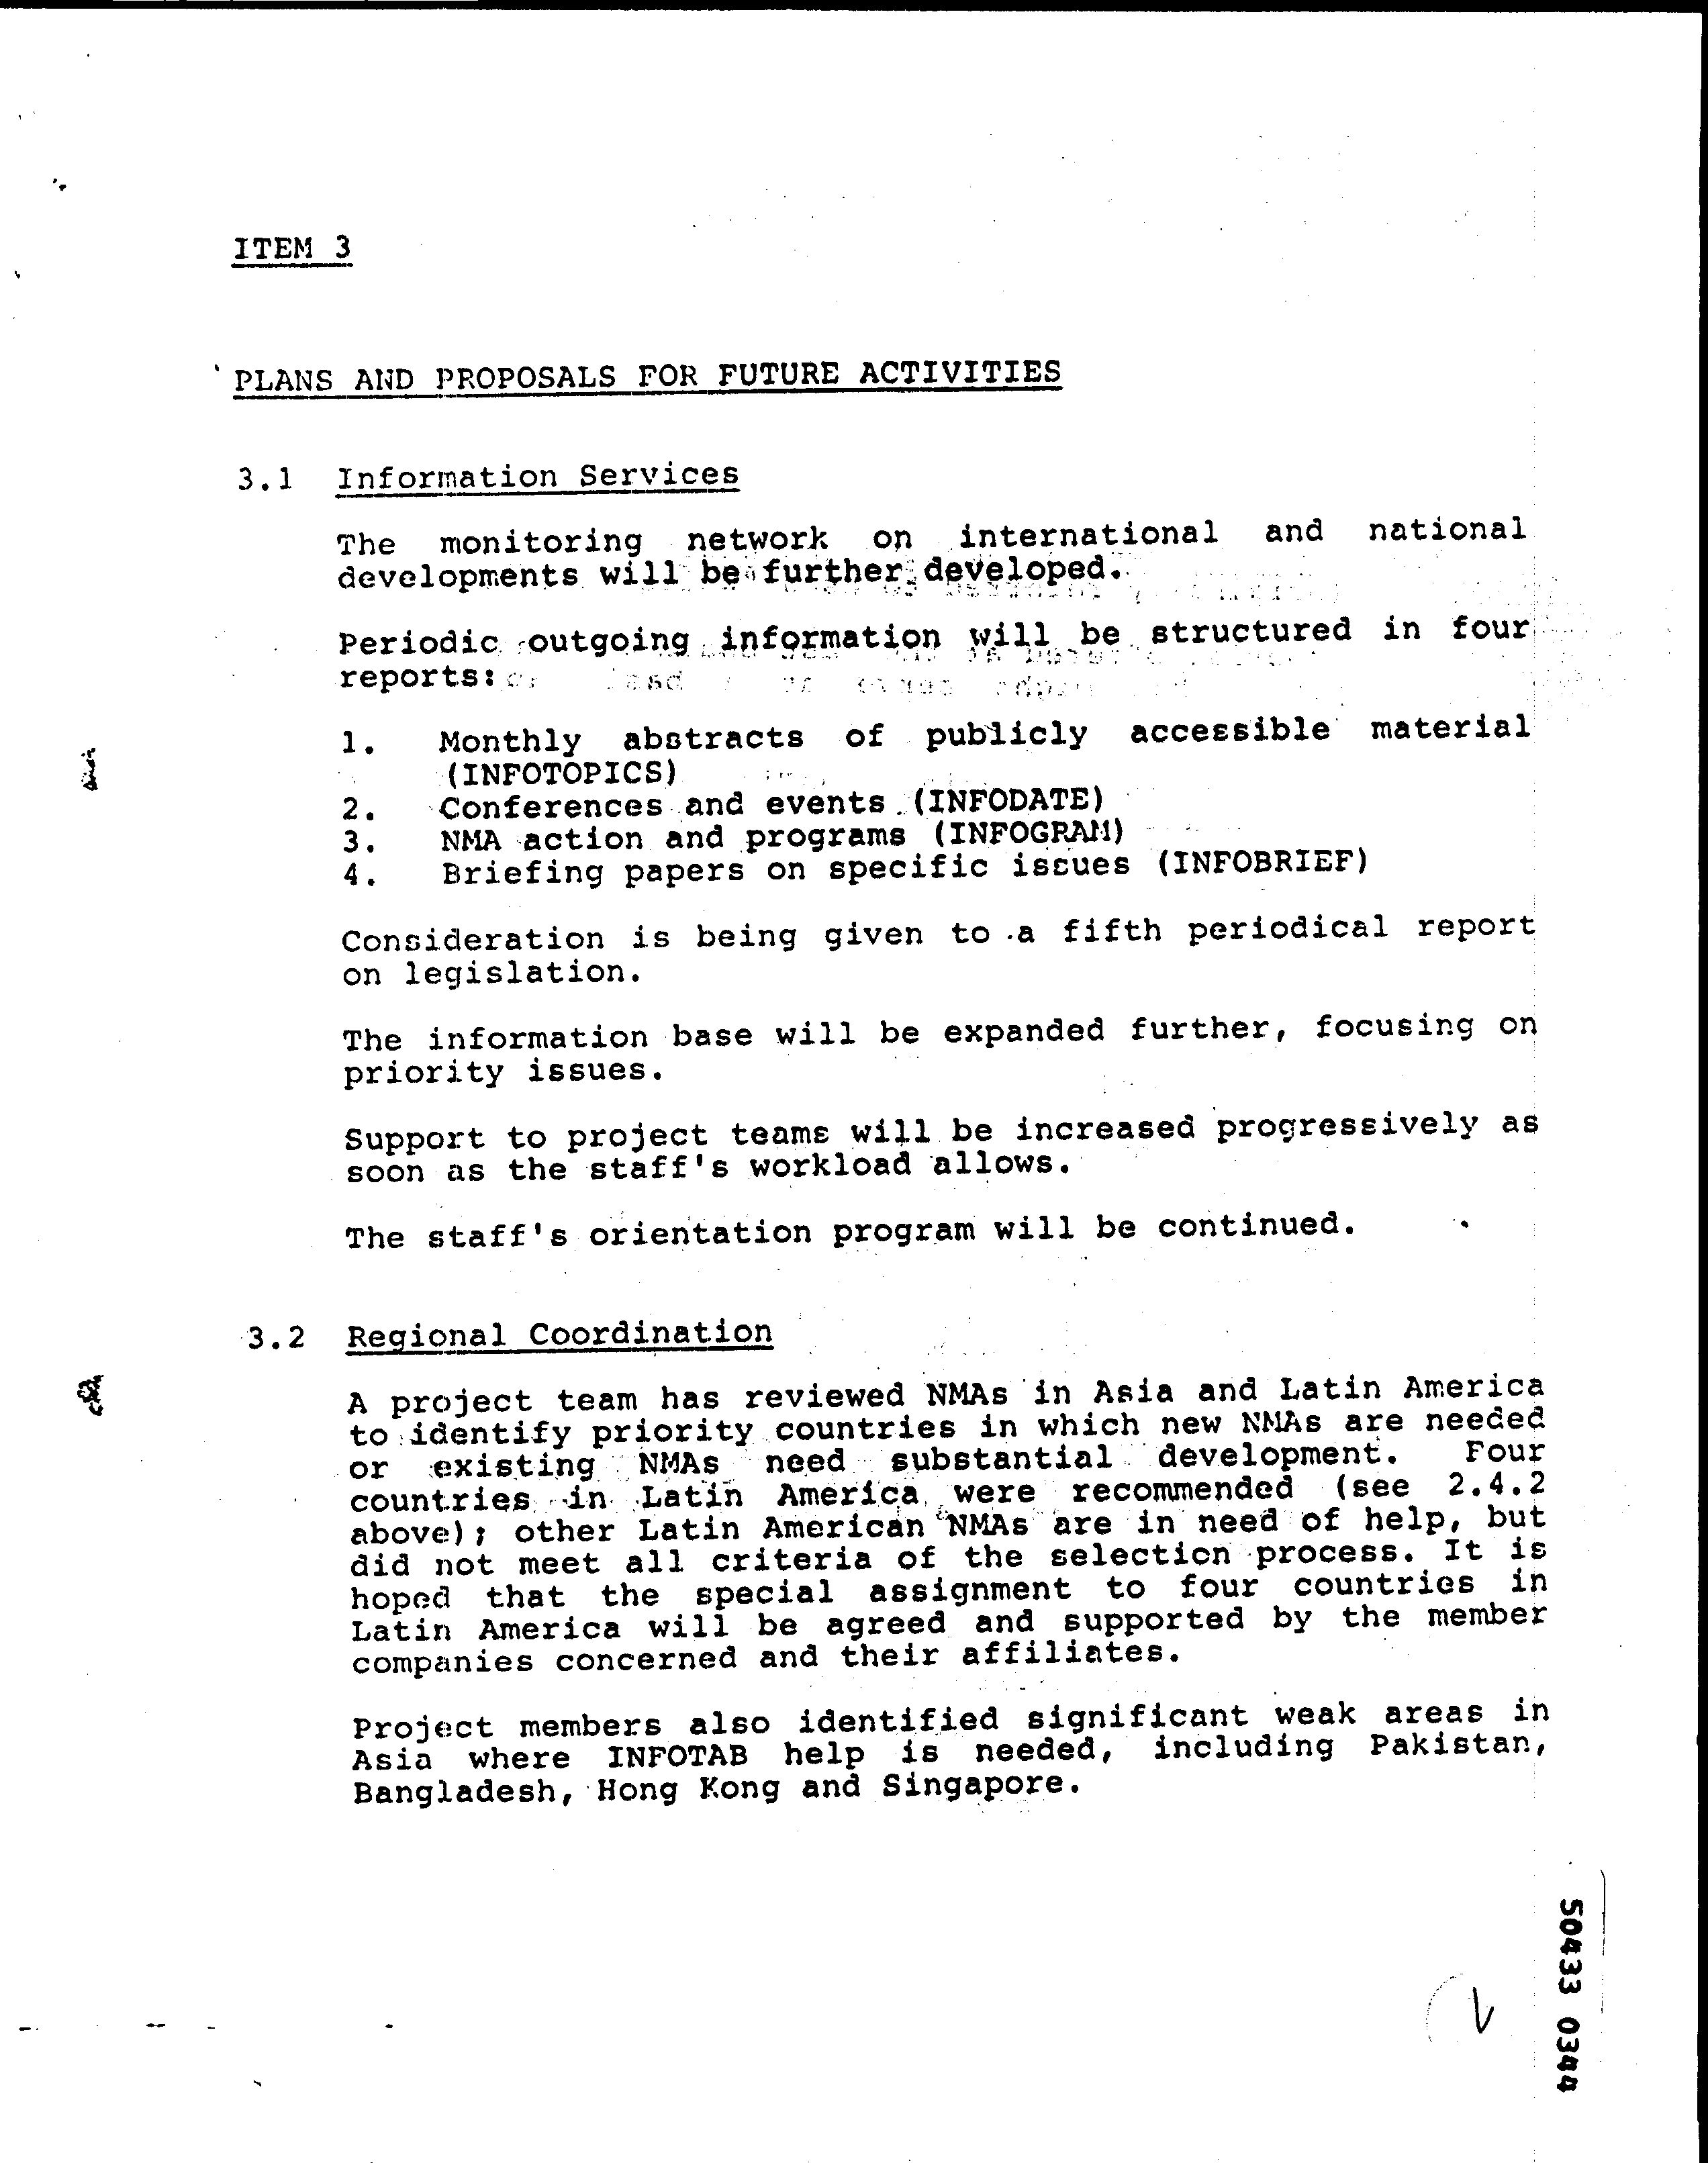 ITEM 3
PLANS AND PROPOSALS FOR FUTURE ACTIVITIES
3.1 Information Services
The monitoring network on international and national
developments will be further developed.
Periodic outgoing information will be structured in four
reports:
1. Monthly abstracts of publicly accessible material
(INFOTOPICS)
2. Conferences and events (INFODATE)
3. NMA action and programs (INFOGRAM)
4. Briefing papers on specific issues (INFOBRIEF)
Consideration is being given to a fifth periodical report
on legislation.
The information base will be expanded further, focusing on
priority issues.
Support to project teams will be increased progressively as
soon as the staff's workload allows.
The staff's orientation program will be continued.
3.2 Regional Coordination
A project team has reviewed NMAs in Asia and Latin America
to identify priority countries in which new NMAs are needed
or existing NMAs need substantial development. Four
countries in Latin America were recommended (see 2.4.2
above); other Latin American NMAs are in need of help, but
did not meet all criteria of the selection process. It is
hoped that the special assignment to four countries in
Latin America will be agreed and supported by the member
companies concerned and their affiliates.
Project members also identified significant weak areas in
Asia where INFOTAB help is needed, including Pakistan,
Bangladesh, Hong Kong and Singapore.
50433 0344